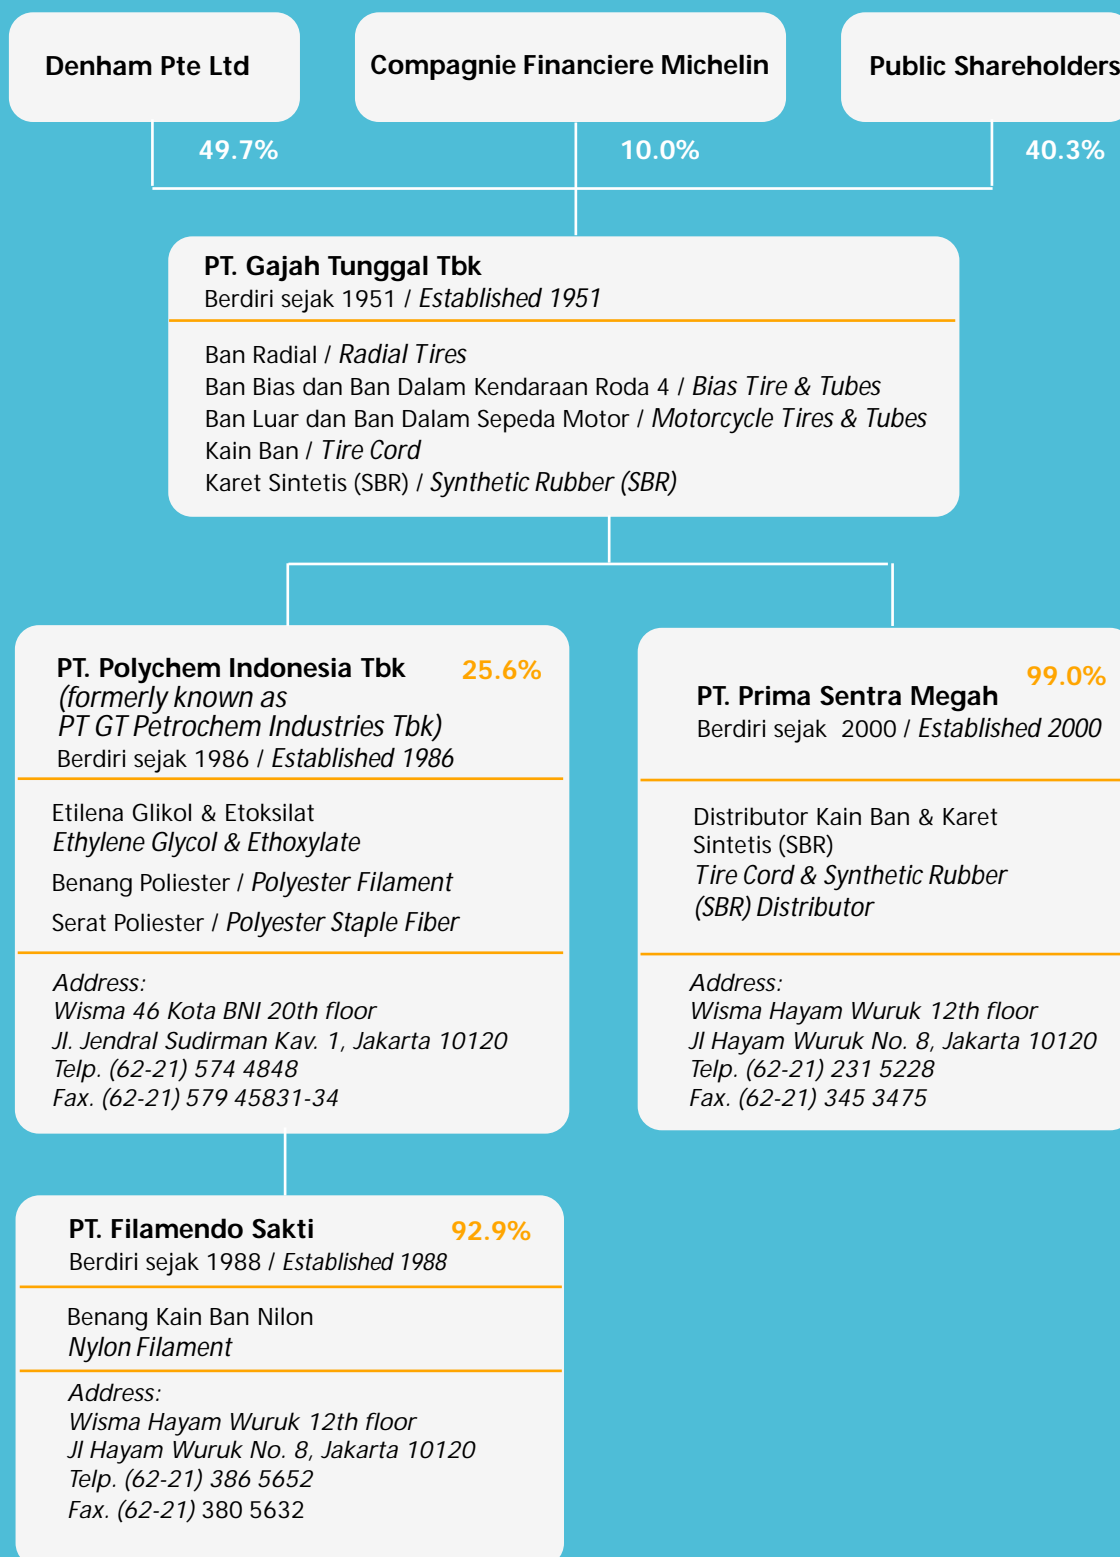 Denham Pte Ltd
Compagnie Financiere Michelin
Public Shareholders
49.7%
10.0%
40.3%
PT. Gajah Tunggal Tbk
Berdiri sejak 1951 / Established 1951
Ban Radial / Radial Tires
Ban Bias dan Ban Dalam Kendaraan Roda 4 / Bias Tire & Tubes
Ban Luar dan Ban Dalam Sepeda Motor / Motorcycle Tires & Tubes
Kain Ban / Tire Cord
Karet Sintetis (SBR) / Synthetic Rubber (SBR)
PT. Polychem Indonesia Tbk 25.6%
(formerly known as
PT GT Petrochem Industries Tbk)
Berdiri sejak 1986 / Established 1986
Etilena Glikol & Etoksilat
Ethylene Glycol & Ethoxylate
Benang Poliester / Polyester Filament
Serat Poliester / Polyester Staple Fiber
Address:
Wisma 46 Kota BNI 20th floor
Jl. Jendral Sudirman Kav. 1, Jakarta 10120
Telp. (62-21) 574 4848
Fax. (62-21) 579 45831-34
99.0%
PT. Prima Sentra Megah
Berdiri sejak 2000 / Established 2000
Distributor Kain Ban & Karet
Sintetis (SBR)
Tire Cord & Synthetic Rubber
(SBR) Distributor
Address:
Wisma Hayam Wuruk 12th floor
Jl Hayam Wuruk No. 8, Jakarta 10120
Telp. (62-21) 231 5228
Fax. (62-21) 345 3475
PT. Filamendo Sakti 92.9%
Berdiri sejak 1988 / Established 1988
Benang Kain Ban Nilon
Nylon Filament
Address:
Wisma Hayam Wuruk 12th floor
Jl Hayam Wuruk No. 8, Jakarta 10120
Telp. (62-21) 386 5652
Fax. (62-21) 380 5632